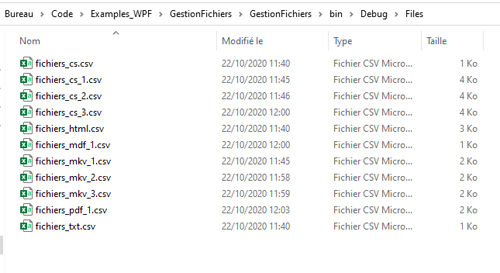 Bureau > Code > Examples_WPF > GestionFichiers > GestionFichiers > bin > Debug > Files
Nom Modifié le Type Taille
fichiers_cs.csv 22/10/2020 11:40 Fichier CSV Micro... 1 Ko
fichiers_cs_1.csv 22/10/2020 11:45 Fichier CSV Micro... 4 Ko
fichiers_cs_2.csv 22/10/2020 11:46 Fichier CSV Micro... 4 Ko
fichiers_cs_3.csv 22/10/2020 12:00 Fichier CSV Micro... 4 Ko
fichiers_html.csv 22/10/2020 11:40 Fichier CSV Micro... 3 Ko
fichiers_mdf_1.csv 22/10/2020 12:00 Fichier CSV Micro... 1 Ko
fichiers_mkv_1.csv 22/10/2020 11:45 Fichier CSV Micro... 2 Ko
fichiers_mkv_2.csv 22/10/2020 11:58 Fichier CSV Micro... 2 Ko
fichiers_mkv_3.csv 22/10/2020 11:59 Fichier CSV Micro... 2 Ko
fichiers_pdf_1.csv 22/10/2020 12:03 Fichier CSV Micro... 2 Ko
fichiers_txt.csv 22/10/2020 11:40 Fichier CSV Micro... 1 Ko